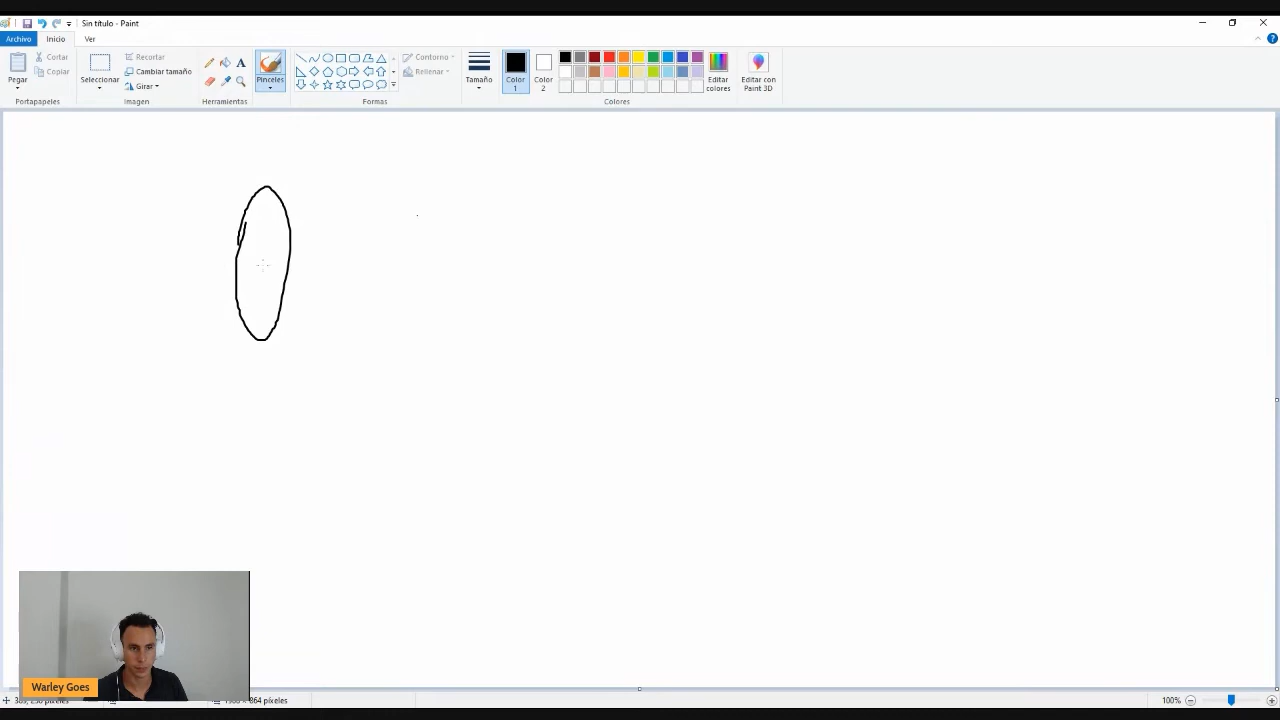 Sin título - Paint
Archivo Inicio Ver
Pegar
Cortar
Copiar
Portapapeles
Seleccionar
Recortar
Cambiar tamaño
Girar
Imagen
A
Herramientas
Pinceles
Contorno
Rellenar
Formas
Tamaño
Color 1
Color 2
Editar colores
Editar con Paint 3D
Colores
Warley Goes
100%